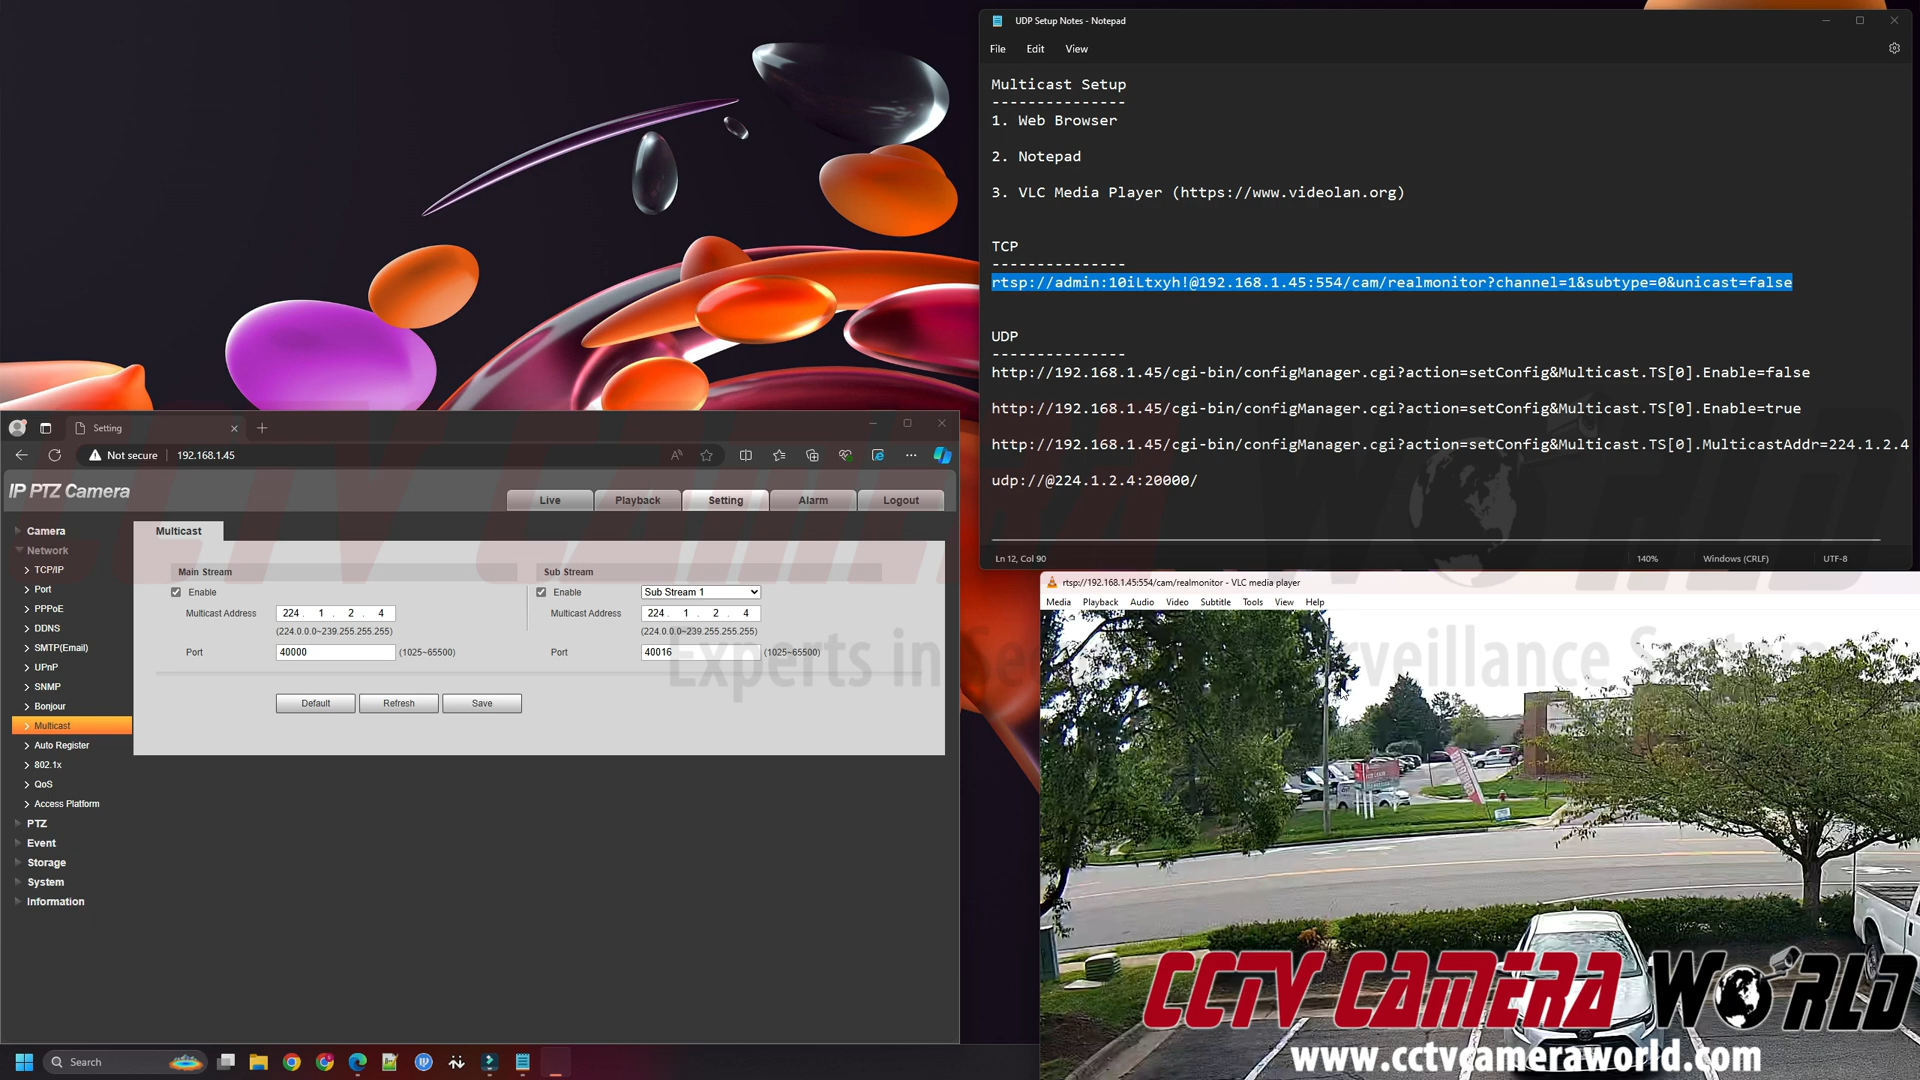 UDP Setup Notes - Notepad
File Edit View
Multicast Setup
---------------
1. Web Browser
2. Notepad
3. VLC Media Player (https://www.videolan.org)
TCP
---------------
rtsp://admin:10iLtxyh!@192.168.1.45:554/cam/realmonitor?channel=1&subtype=0&unicast=false
UDP
---------------
http://192.168.1.45/cgi-bin/configManager.cgi?action=setConfig&Multicast.TS[0].Enable=false
http://192.168.1.45/cgi-bin/configManager.cgi?action=setConfig&Multicast.TS[0].Enable=true
http://192.168.1.45/cgi-bin/configManager.cgi?action=setConfig&Multicast.TS[0].MulticastAddr=224.1.2.4
udp://@224.1.2.4:20000/
Ln 12, Col 90 140% Windows (CRLF) UTF-8
Setting
Not secure 192.168.1.45
IP PTZ Camera
Live Playback Setting Alarm Logout
Camera
Network
TCP/IP
Port
PPPoE
DDNS
SMTP(Email)
UPnP
SNMP
Bonjour
Multicast
Auto Register
802.1x
QoS
Access Platform
PTZ
Event
Storage
System
Information
Multicast
Main Stream Sub Stream
Enable Enable Sub Stream 1
Multicast Address 224 . 1 . 2 . 4 Multicast Address 224 . 1 . 2 . 4
(224.0.0.0~239.255.255.255) (224.0.0.0~239.255.255.255)
Port 40000 (1025~65500) Port 40016 (1025~65500)
Default Refresh Save
rtsp://192.168.1.45:554/cam/realmonitor - VLC media player
Media Playback Audio Video Subtitle Tools View Help
CCTV CAMERA WORLD
Experts in Security Surveillance Systems
CCTV CAMERA WORLD
www.cctvcameraworld.com
Search